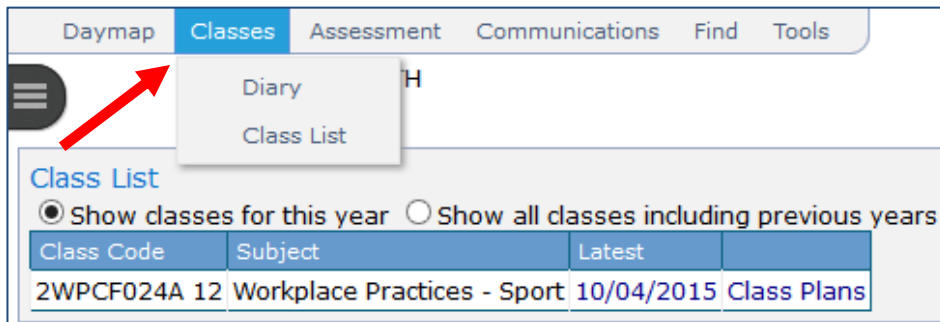 Daymap Classes Assessment Communications Find Tools
Diary
Class List
Class List
Show classes for this year Show all classes including previous years
Class Code Subject Latest
2WPCF024A 12 Workplace Practices - Sport 10/04/2015 Class Plans